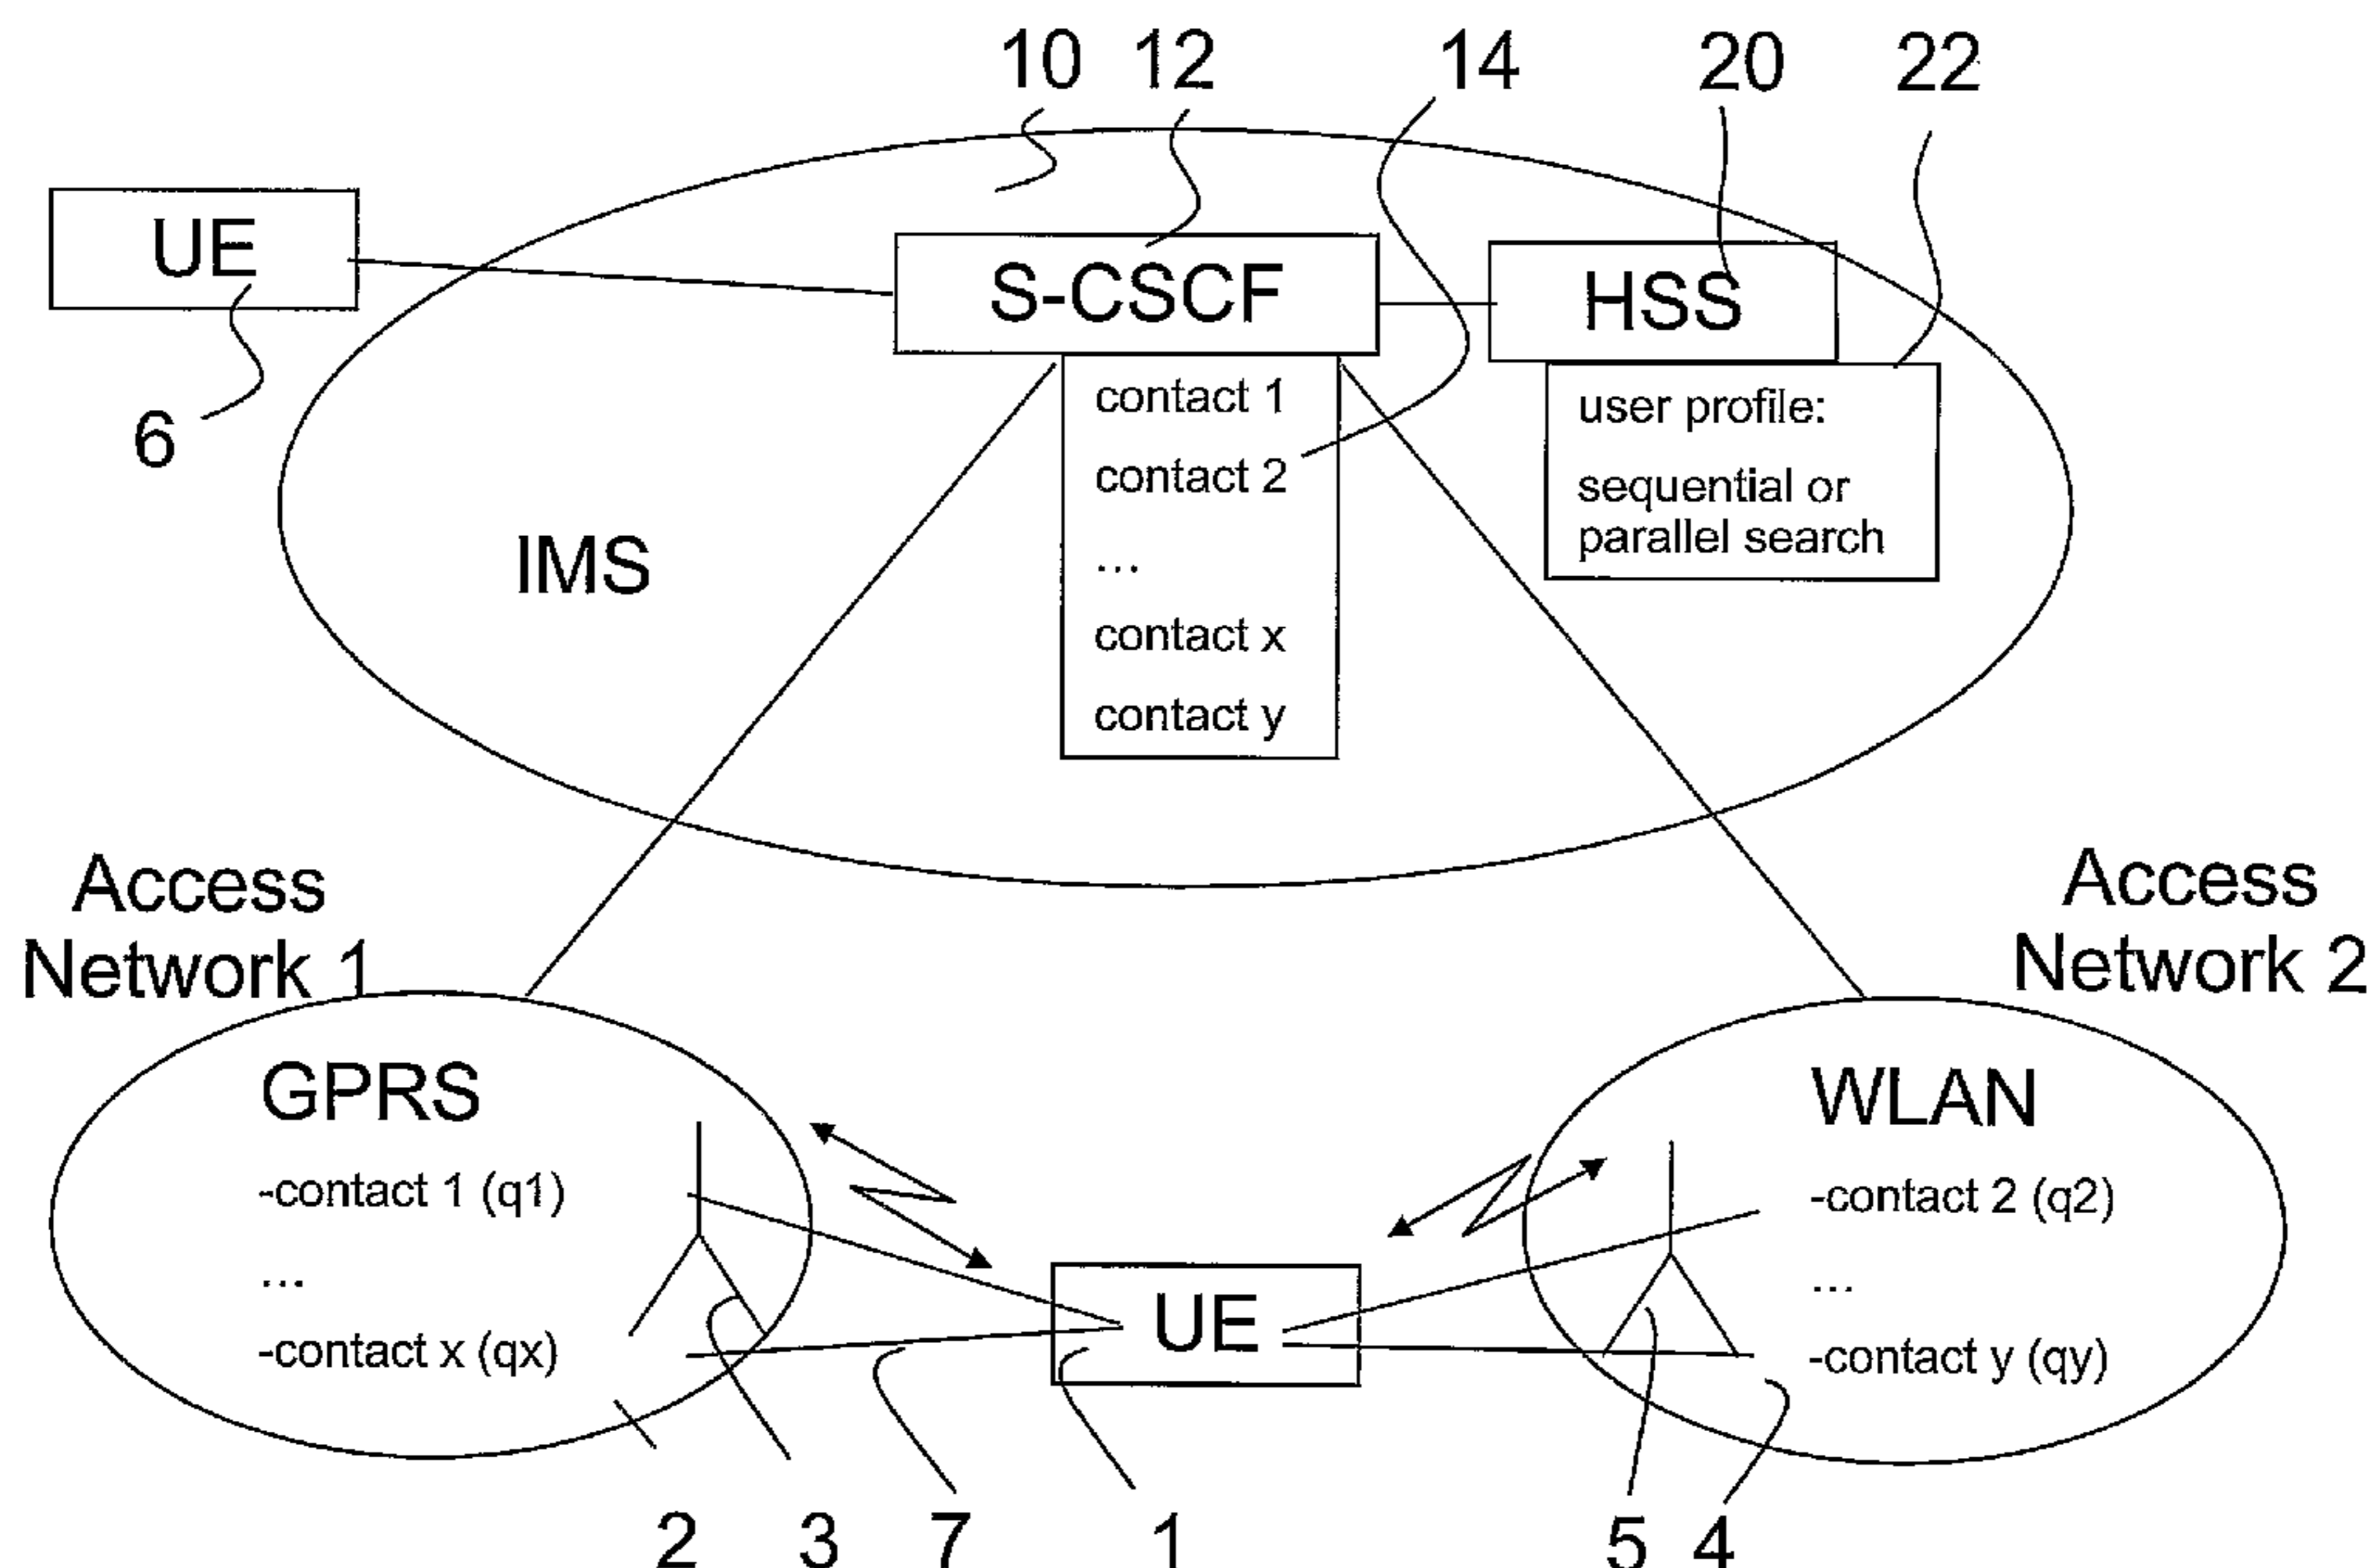 10 12 14 20 22
UE
S-CSCF
HSS
6
contact 1
contact 2
...
contact x
contact y
user profile:
sequential or
parallel search
IMS
Access
Network 1
Access
Network 2
GPRS
-contact 1 (q1)
...
-contact x (qx)
UE
WLAN
-contact 2 (q2)
...
-contact y (qy)
2 3 7 1 5 4